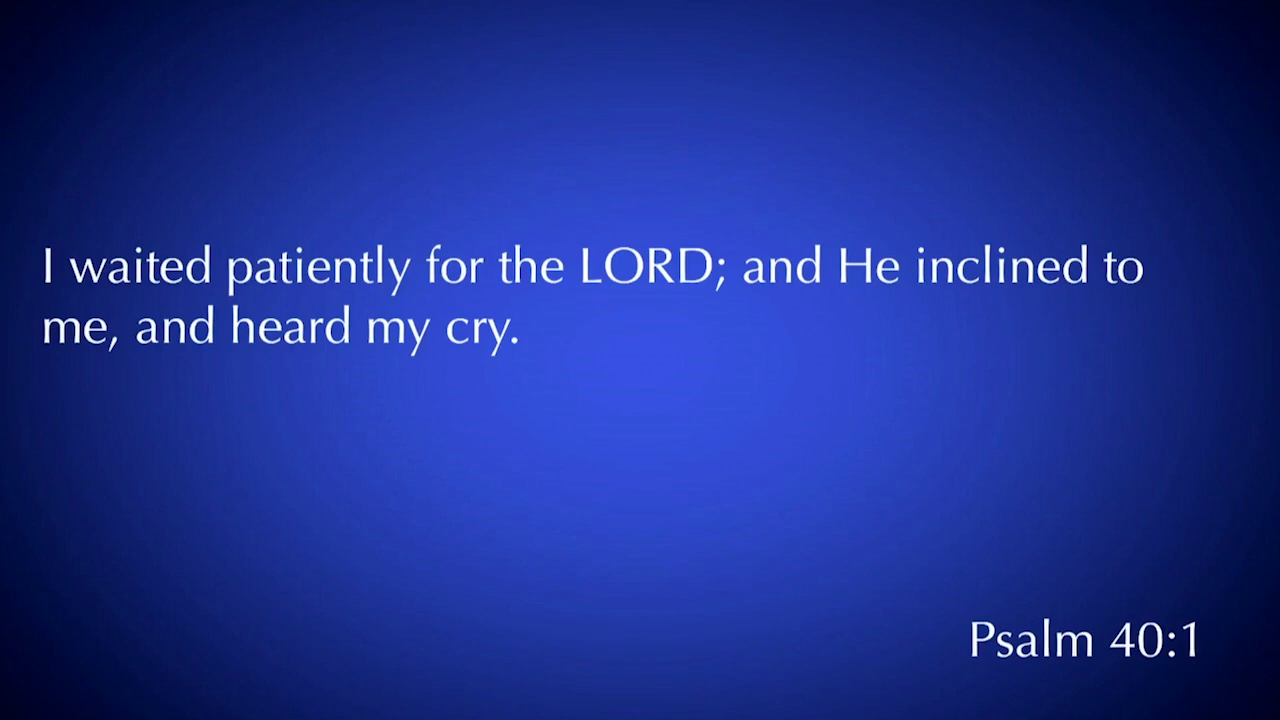 I waited patiently for the LORD; and He inclined to
me, and heard my cry.
Psalm 40:1